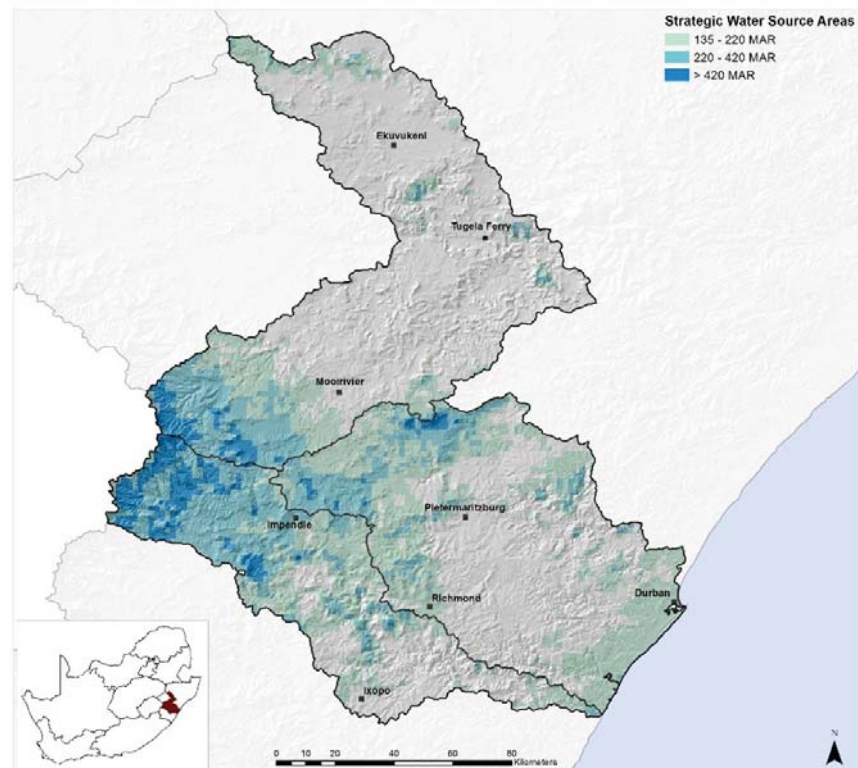 Strategic Water Source Areas
135 - 220 MAR
220 - 420 MAR
> 420 MAR
Ekuvukeni
Tugela Ferry
Mooirivier
Pietermaritzburg
Impendle
Richmond
Durban
Ixopo
0 10 20 40 60 80
Kilometers
N